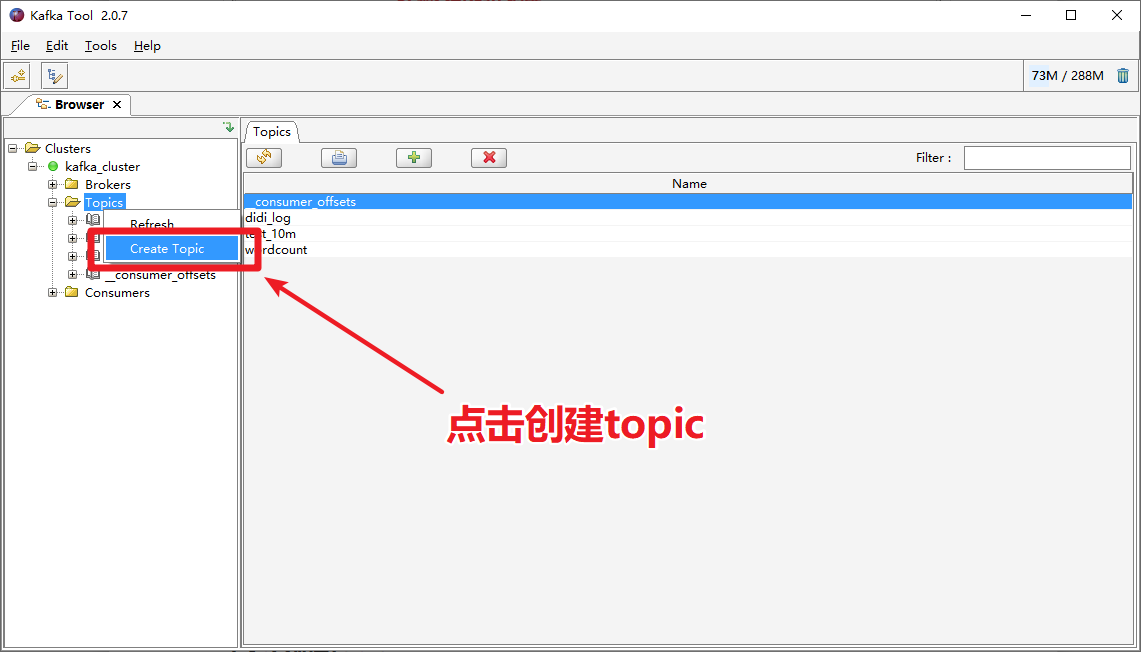 Kafka Tool 2.0.7
File Edit Tools Help
73M / 288M
Browser
Topics
Filter :
Name
Clusters
kafka_cluster
Brokers
Topics
Refresh
Create Topic
__consumer_offsets
Consumers
__consumer_offsets
didi_log
wordcount
点击创建topic